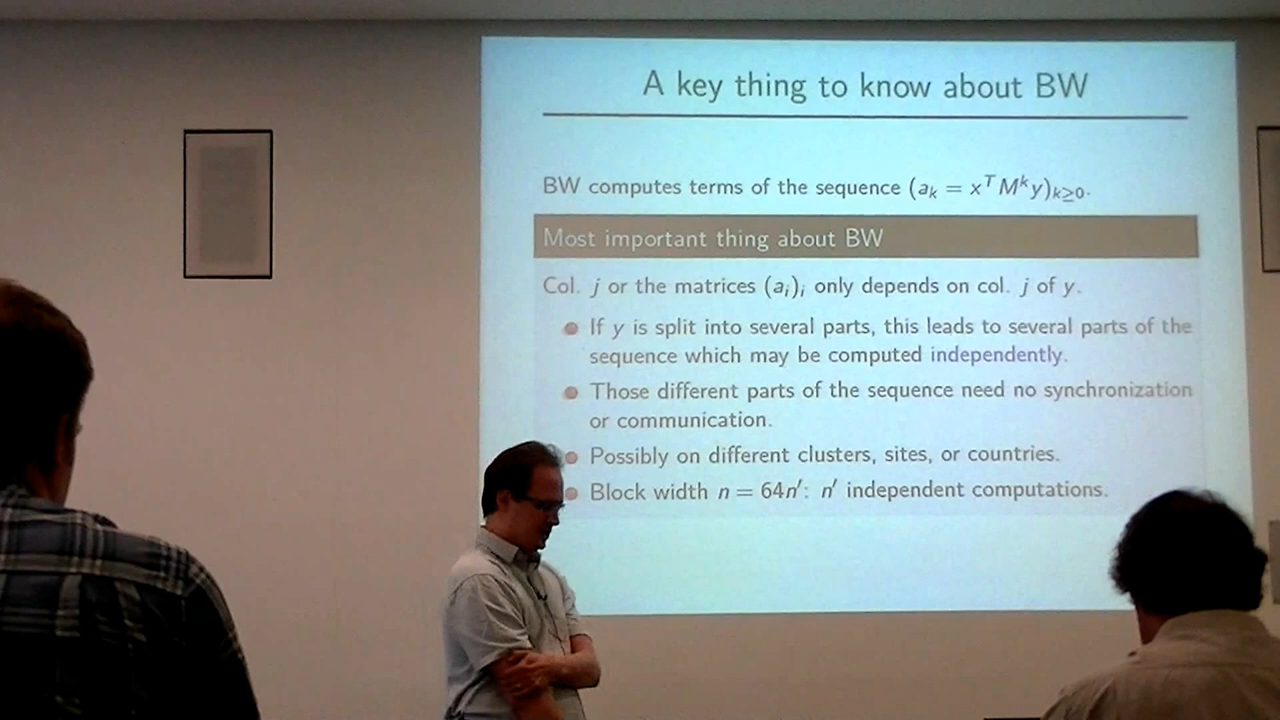 A key thing to know about BW
BW computes terms of the sequence (aₖ = xᵀMᵏy)ₖ≥₀.
Most important thing about BW
Col. j or the matrices (aᵢ)ᵢ only depends on col. j of y.
If y is split into several parts, this leads to several parts of the
sequence which may be computed independently.
Those different parts of the sequence need no synchronization
or communication.
Possibly on different clusters, sites, or countries.
Block width n = 64n′: n′ independent computations.